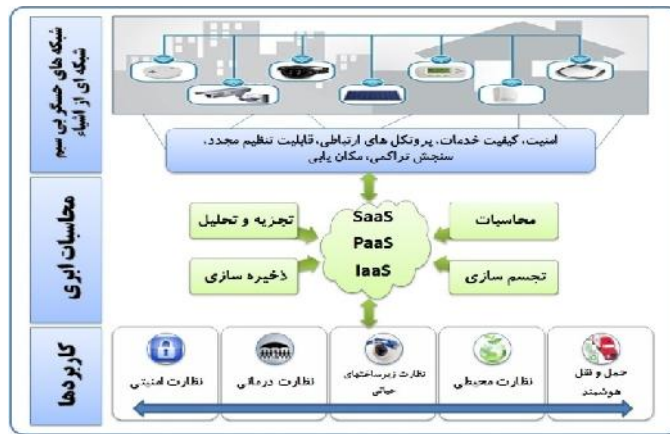 شبکه های حسگر بی سیم
شبکه ای از اشیاء
امنیت، کیفیت خدمات، پروتکل های ارتباطی، قابلیت تنظیم مجدد،
سنجش تراکمی، مکان یابی
محاسبات ابری
SaaS
PaaS
IaaS
محاسبات
تجزیه و تحلیل
تجسم سازی
ذخیره سازی
کاربردها
حمل و نقل
هوشمند
نظارت محیطی
نظارت زیرساختهای
حیاتی
نظارت درمانی
نظارت امنیتی